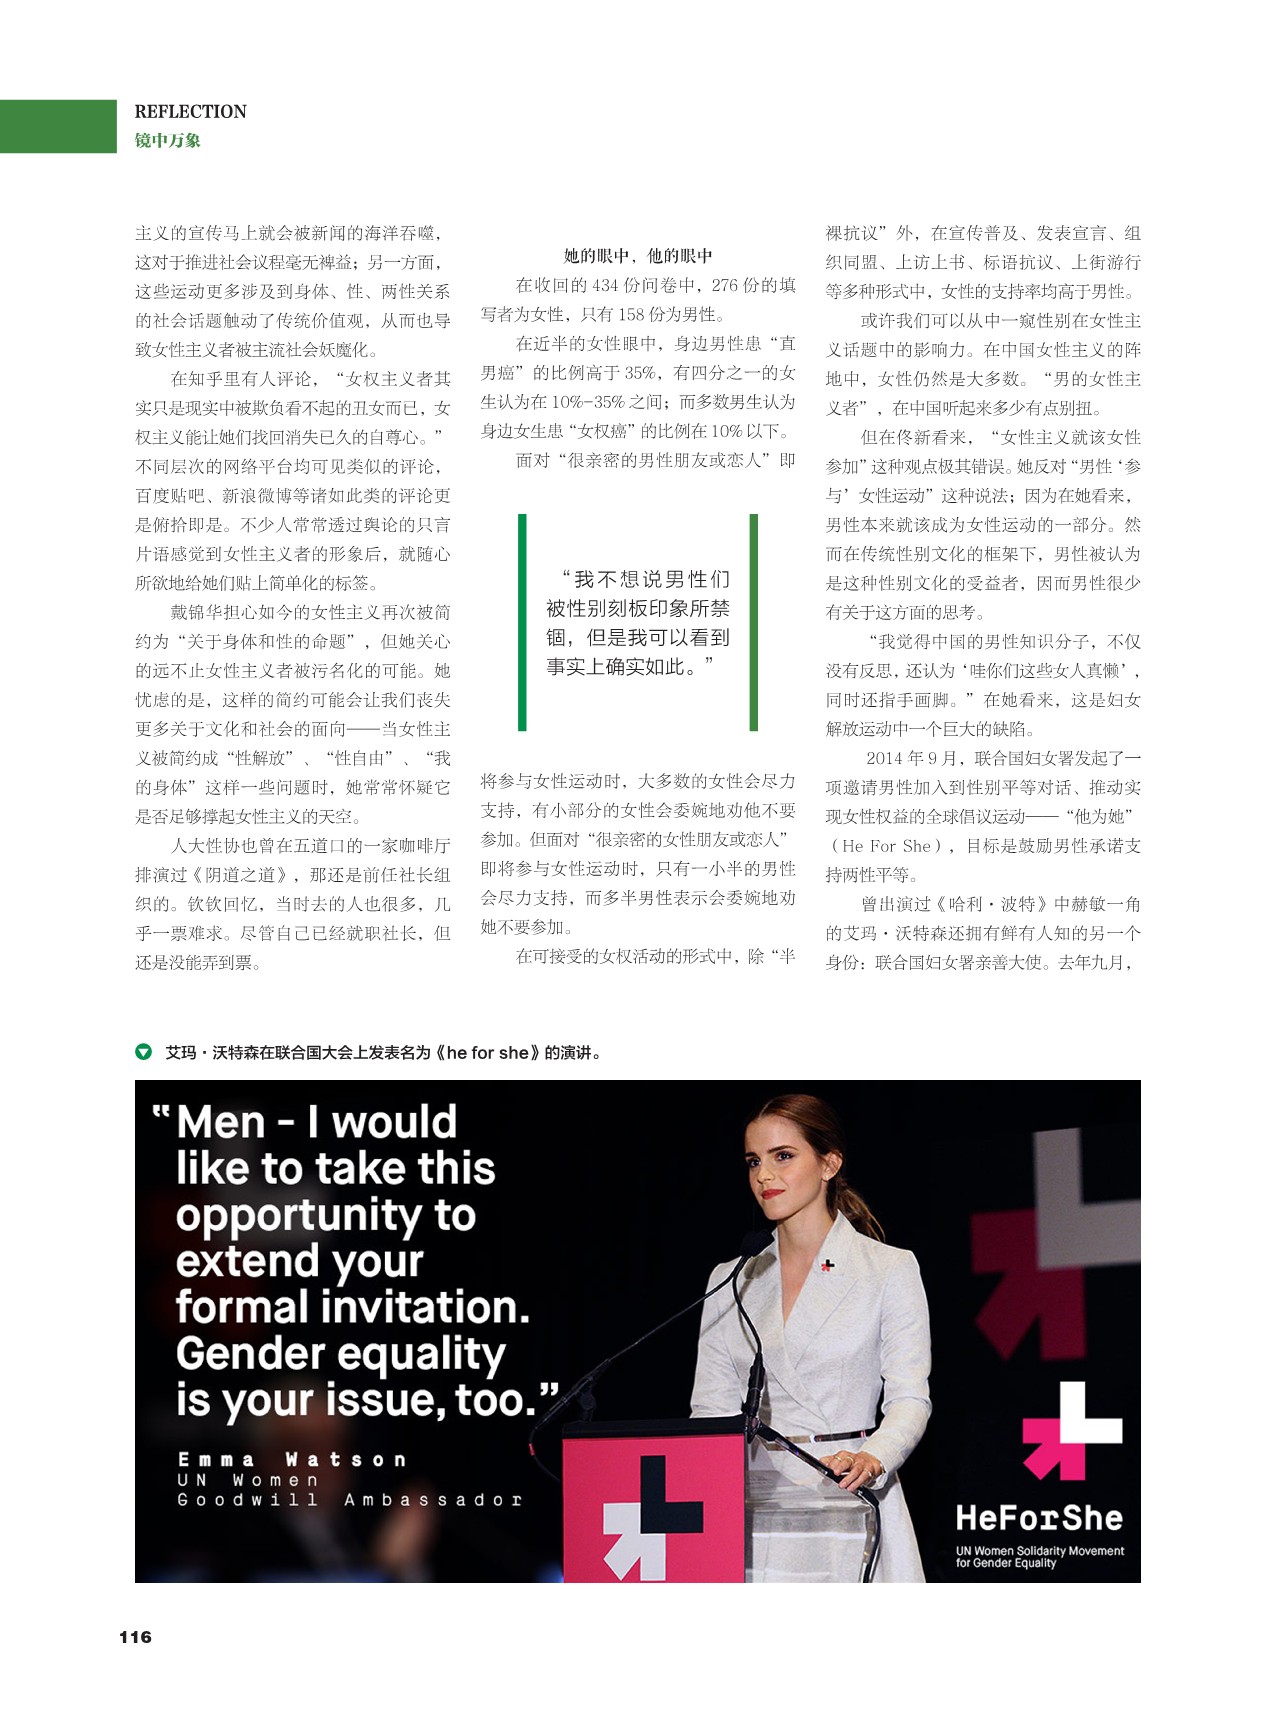 REFLECTION
镜中万象
主义的宣传马上就会被新闻的海洋吞噬，
这对于推进社会议程毫无裨益；另一方面，
这些运动更多涉及到身体、性、两性关系
的社会话题触动了传统价值观，从而也导
致女性主义者被主流社会妖魔化。
在知乎里有人评论，“女权主义者其
实只是现实中被欺负看不起的丑女而已，女
权主义能让她们找回消失已久的自尊心。”
不同层次的网络平台均可见类似的评论，
百度贴吧、新浪微博等诸如此类的评论更
是俯拾即是。不少人常常透过舆论的只言
片语感觉到女性主义者的形象后，就随心
所欲地给她们贴上简单化的标签。
戴锦华担心如今的女性主义再次被简
约为“关于身体和性的命题”，但她关心
的远不止女性主义者被污名化的可能。她
忧虑的是，这样的简约可能会让我们丧失
更多关于文化和社会的面向——当女性主
义被简约成“性解放”、“性自由”、“我
的身体”这样一些问题时，她常常怀疑它
是否足够撑起女性主义的天空。
人大性协也曾在五道口的一家咖啡厅
排演过《阴道之道》，那还是前任社长组
织的。钦钦回忆，当时去的人也很多，几
乎一票难求。尽管自己已经就职社长，但
还是没能弄到票。
她的眼中，他的眼中
在收回的 434 份问卷中，276 份的填
写者为女性，只有 158 份为男性。
在近半的女性眼中，身边男性患“直
男癌”的比例高于 35%，有四分之一的女
生认为在 10%-35% 之间；而多数男生认为
身边女生患“女权癌”的比例在 10% 以下。
面对“很亲密的男性朋友或恋人”即
“我不想说男性们
被性别刻板印象所禁
锢，但是我可以看到
事实上确实如此。”
将参与女性运动时，大多数的女性会尽力
支持，有小部分的女性会委婉地劝他不要
参加。但面对“很亲密的女性朋友或恋人”
即将参与女性运动时，只有一小半的男性
会尽力支持，而多半男性表示会委婉地劝
她不要参加。
在可接受的女权活动的形式中，除“半
裸抗议”外，在宣传普及、发表宣言、组
织同盟、上访上书、标语抗议、上街游行
等多种形式中，女性的支持率均高于男性。
或许我们可以从中一窥性别在女性主
义话题中的影响力。在中国女性主义的阵
地中，女性仍然是大多数。“男的女性主
义者”，在中国听起来多少有点别扭。
但在佟新看来，“女性主义就该女性
参加”这种观点极其错误。她反对“男性‘参
与’女性运动”这种说法；因为在她看来，
男性本来就该成为女性运动的一部分。然
而在传统性别文化的框架下，男性被认为
是这种性别文化的受益者，因而男性很少
有关于这方面的思考。
“我觉得中国的男性知识分子，不仅
没有反思，还认为‘哇你们这些女人真懒’，
同时还指手画脚。”在她看来，这是妇女
解放运动中一个巨大的缺陷。
2014 年 9 月，联合国妇女署发起了一
项邀请男性加入到性别平等对话、推动实
现女性权益的全球倡议运动——“他为她”
（He For She），目标是鼓励男性承诺支
持两性平等。
曾出演过《哈利·波特》中赫敏一角
的艾玛·沃特森还拥有鲜有人知的另一个
身份：联合国妇女署亲善大使。去年九月，
艾玛·沃特森在联合国大会上发表名为《he for she》的演讲。
“Men - I would
like to take this
opportunity to
extend your
formal invitation.
Gender equality
is your issue, too.”
Emma Watson
UN Women
Goodwill Ambassador
HeForShe
UN Women Solidarity Movement
for Gender Equality
116